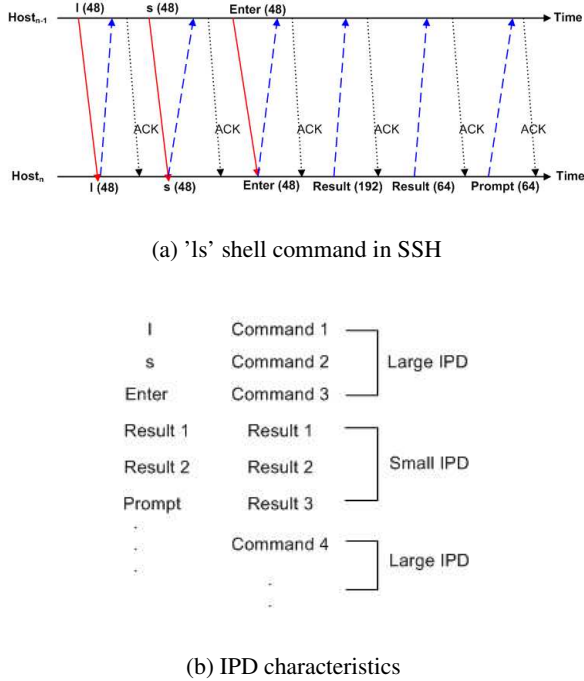 l (48) s (48) Enter (48)
Host n-1 Time
ACK ACK ACK ACK ACK ACK
Host n Time
l (48) s (48) Enter (48) Result (192) Result (64) Prompt (64)
(a) 'ls' shell command in SSH
l Command 1
s Command 2 Large IPD
Enter Command 3
Result 1 Result 1
Result 2 Result 2 Small IPD
Prompt Result 3
Command 4
Large IPD
(b) IPD characteristics